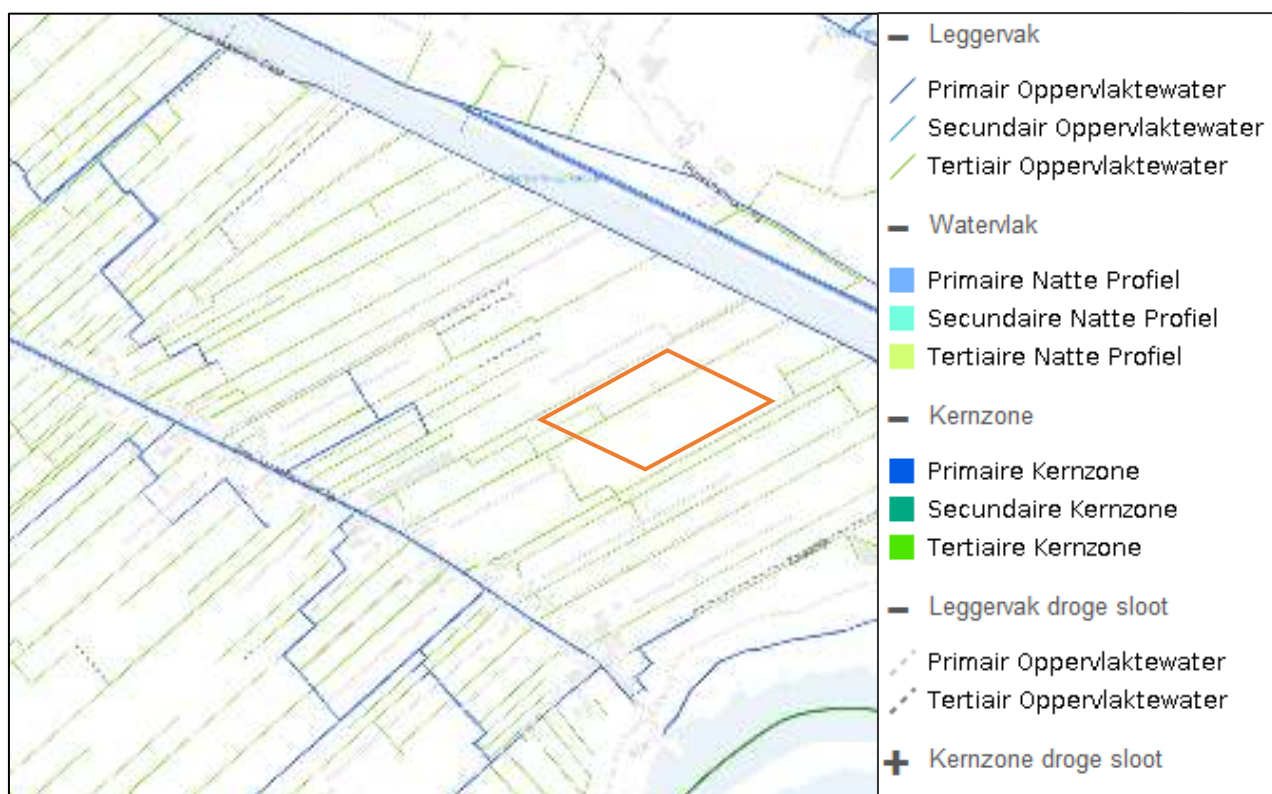 Leggervak
Primair Oppervlaktewater
Secundair Oppervlaktewater
Tertiair Oppervlaktewater
Watervlak
Primaire Natte Profiel
Secundaire Natte Profiel
Tertiaire Natte Profiel
Kernzone
Primaire Kernzone
Secundaire Kernzone
Tertiaire Kernzone
Leggervak droge sloot
Primair Oppervlaktewater
Tertiair Oppervlaktewater
Kernzone droge sloot